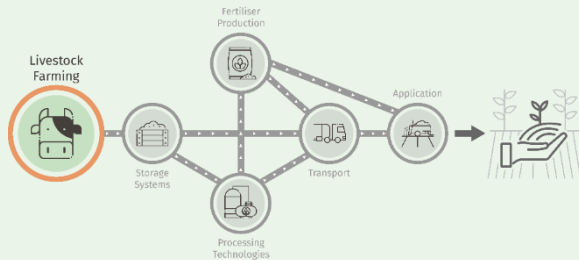 Fertiliser
Production
Livestock
Farming
Application
Storage
Systems
Transport
Processing
Technologies